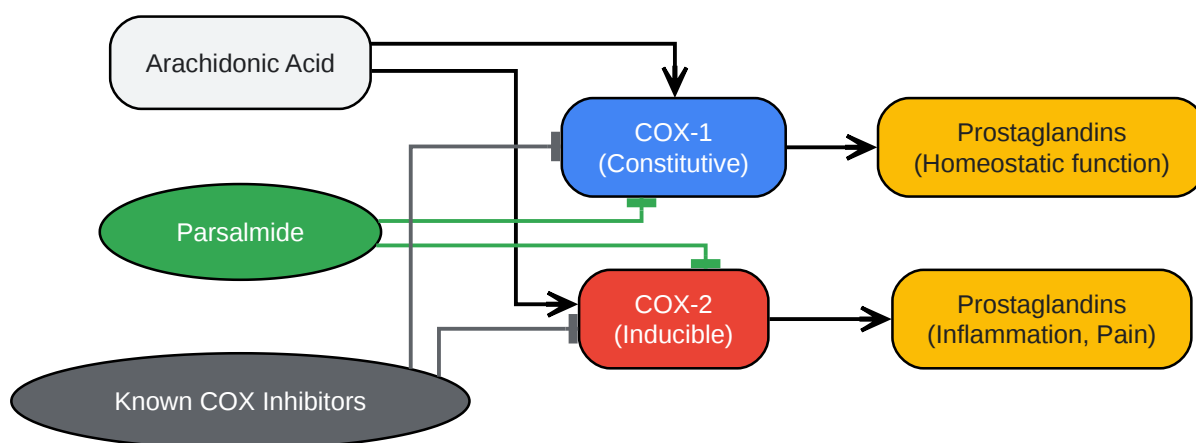 Arachidonic Acid
COX-1
(Constitutive)
Prostaglandins
(Homeostatic function)
Parsalmide
COX-2
(Inducible)
Prostaglandins
(Inflammation, Pain)
Known COX Inhibitors